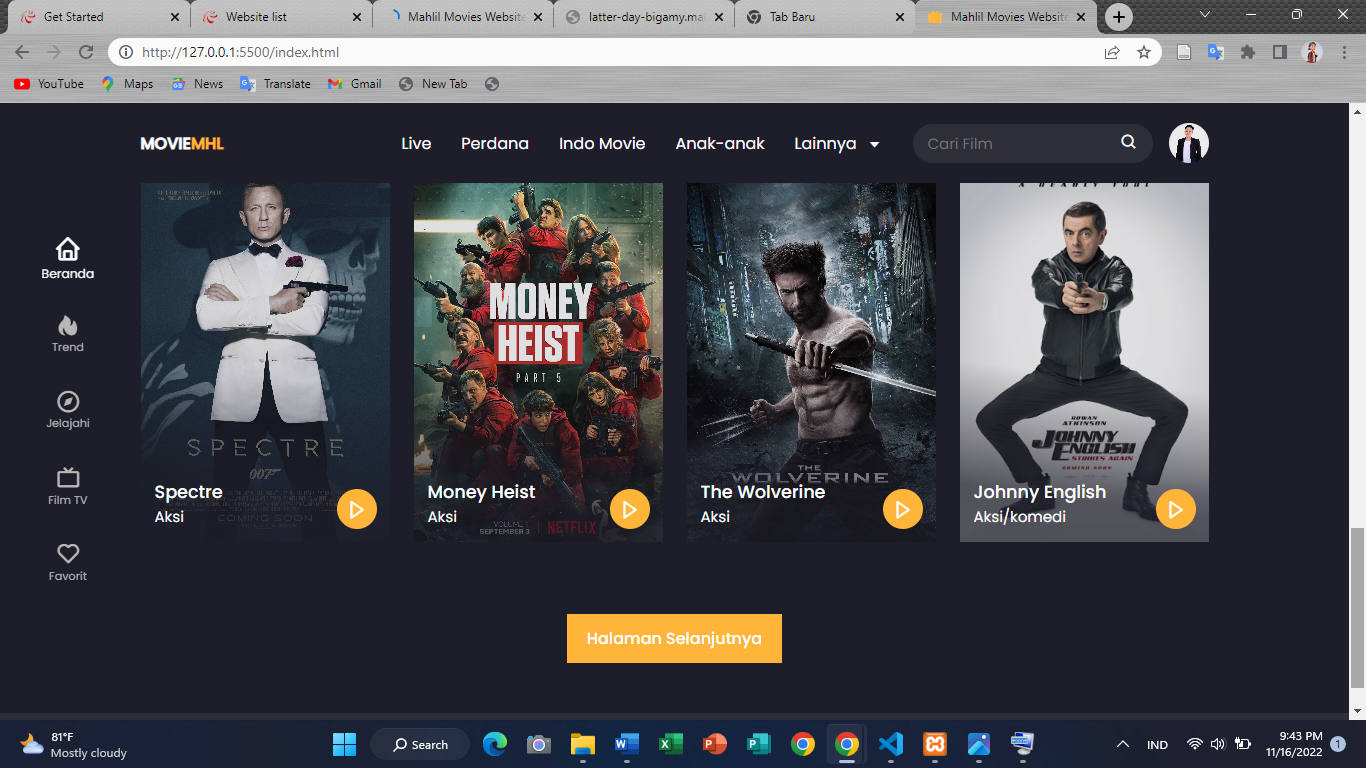 Get Started
Website list
Mahlil Movies Website
latter-day-bigamy.mal
Tab Baru
Mahlil Movies Website
http://127.0.0.1:5500/index.html
YouTube
Maps
News
Translate
Gmail
New Tab
MOVIEMHL
Live
Perdana
Indo Movie
Anak-anak
Lainnya
Cari Film
Beranda
Trend
Jelajahi
Film TV
Favorit
SPECTRE
007
COMING SOON
Spectre
Aksi
MONEY
HEIST
PART 5
VOLUME 1
SEPTEMBER 3
NETFLIX
Money Heist
Aksi
THE
WOLVERINE
The Wolverine
Aksi
ROWAN
ATKINSON
JOHNNY
ENGLISH
STRIKES AGAIN
COMING SOON
Johnny English
Aksi/komedi
Halaman Selanjutnya
81°F
Mostly cloudy
Search
IND
9:43 PM
11/16/2022
1